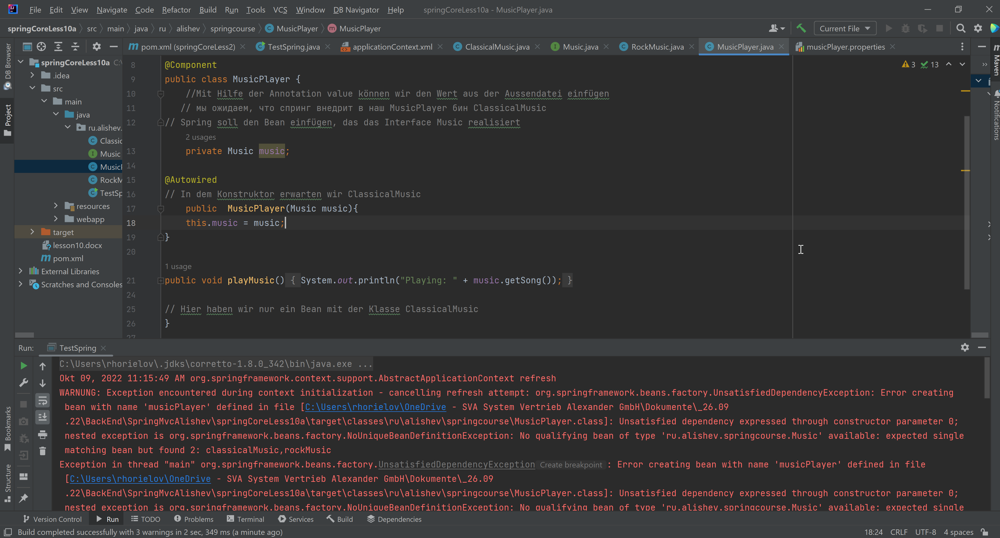 File Edit View Navigate Code Refactor Build Run Tools VCS Window DB Navigator Help springCoreLess10a - MusicPlayer.java
springCoreLess10a src main java ru alishev springcourse MusicPlayer MusicPlayer Current File
pom.xml (springCoreLess2) TestSpring.java applicationContext.xml ClassicalMusic.java Music.java RockMusic.java MusicPlayer.java musicPlayer.properties
DB Browser
Project
Bookmarks
Structure
Maven
Notifications
springCoreLess10a C:\
.idea
src
main
java
ru.alishev.
Classic
Music
MusicP
RockM
TestSp
resources
webapp
target
lesson10.docx
pom.xml
External Libraries
Scratches and Consoles
3 13
8 @Component
9 public class MusicPlayer {
10 //Mit Hilfe der Annotation value können wir den Wert aus der Aussendatei einfügen
11 // мы ожидаем, что спринг внедрит в наш MusicPlayer бин ClassicalMusic
12 // Spring soll den Bean einfügen, das das Interface Music realisiert
2 usages
13 private Music music;
14
15 @Autowired
16 // In dem Konstruktor erwarten wir ClassicalMusic
17 public  MusicPlayer(Music music){
18 this.music = music;
19 }
20
1 usage
21 public void playMusic() { System.out.println("Playing: " + music.getSong()); }
24
25 // Hier haben wir nur ein Bean mit der Klasse ClassicalMusic
26 }
27
Run: TestSpring
C:\Users\rhorielov\.jdks\corretto-1.8.0_342\bin\java.exe ...
Okt 09, 2022 11:15:49 AM org.springframework.context.support.AbstractApplicationContext refresh
WARNUNG: Exception encountered during context initialization - cancelling refresh attempt: org.springframework.beans.factory.UnsatisfiedDependencyException: Error creating
bean with name 'musicPlayer' defined in file [C:\Users\rhorielov\OneDrive - SVA System Vertrieb Alexander GmbH\Dokumente\_26.09
.22\BackEnd\SpringMvcAlishev\springCoreLess10a\target\classes\ru\alishev\springcourse\MusicPlayer.class]: Unsatisfied dependency expressed through constructor parameter 0;
nested exception is org.springframework.beans.factory.NoUniqueBeanDefinitionException: No qualifying bean of type 'ru.alishev.springcourse.Music' available: expected single
matching bean but found 2: classicalMusic,rockMusic
Exception in thread "main" org.springframework.beans.factory.UnsatisfiedDependencyException Create breakpoint : Error creating bean with name 'musicPlayer' defined in file
[C:\Users\rhorielov\OneDrive - SVA System Vertrieb Alexander GmbH\Dokumente\_26.09
.22\BackEnd\SpringMvcAlishev\springCoreLess10a\target\classes\ru\alishev\springcourse\MusicPlayer.class]: Unsatisfied dependency expressed through constructor parameter 0;
nested exception is org.springframework.beans.factory.NoUniqueBeanDefinitionException: No qualifying bean of type 'ru.alishev.springcourse.Music' available: expected single
Version Control Run TODO Problems Terminal Services Build Dependencies
Build completed successfully with 3 warnings in 2 sec, 349 ms (a minute ago) 18:24 CRLF UTF-8 4 spaces